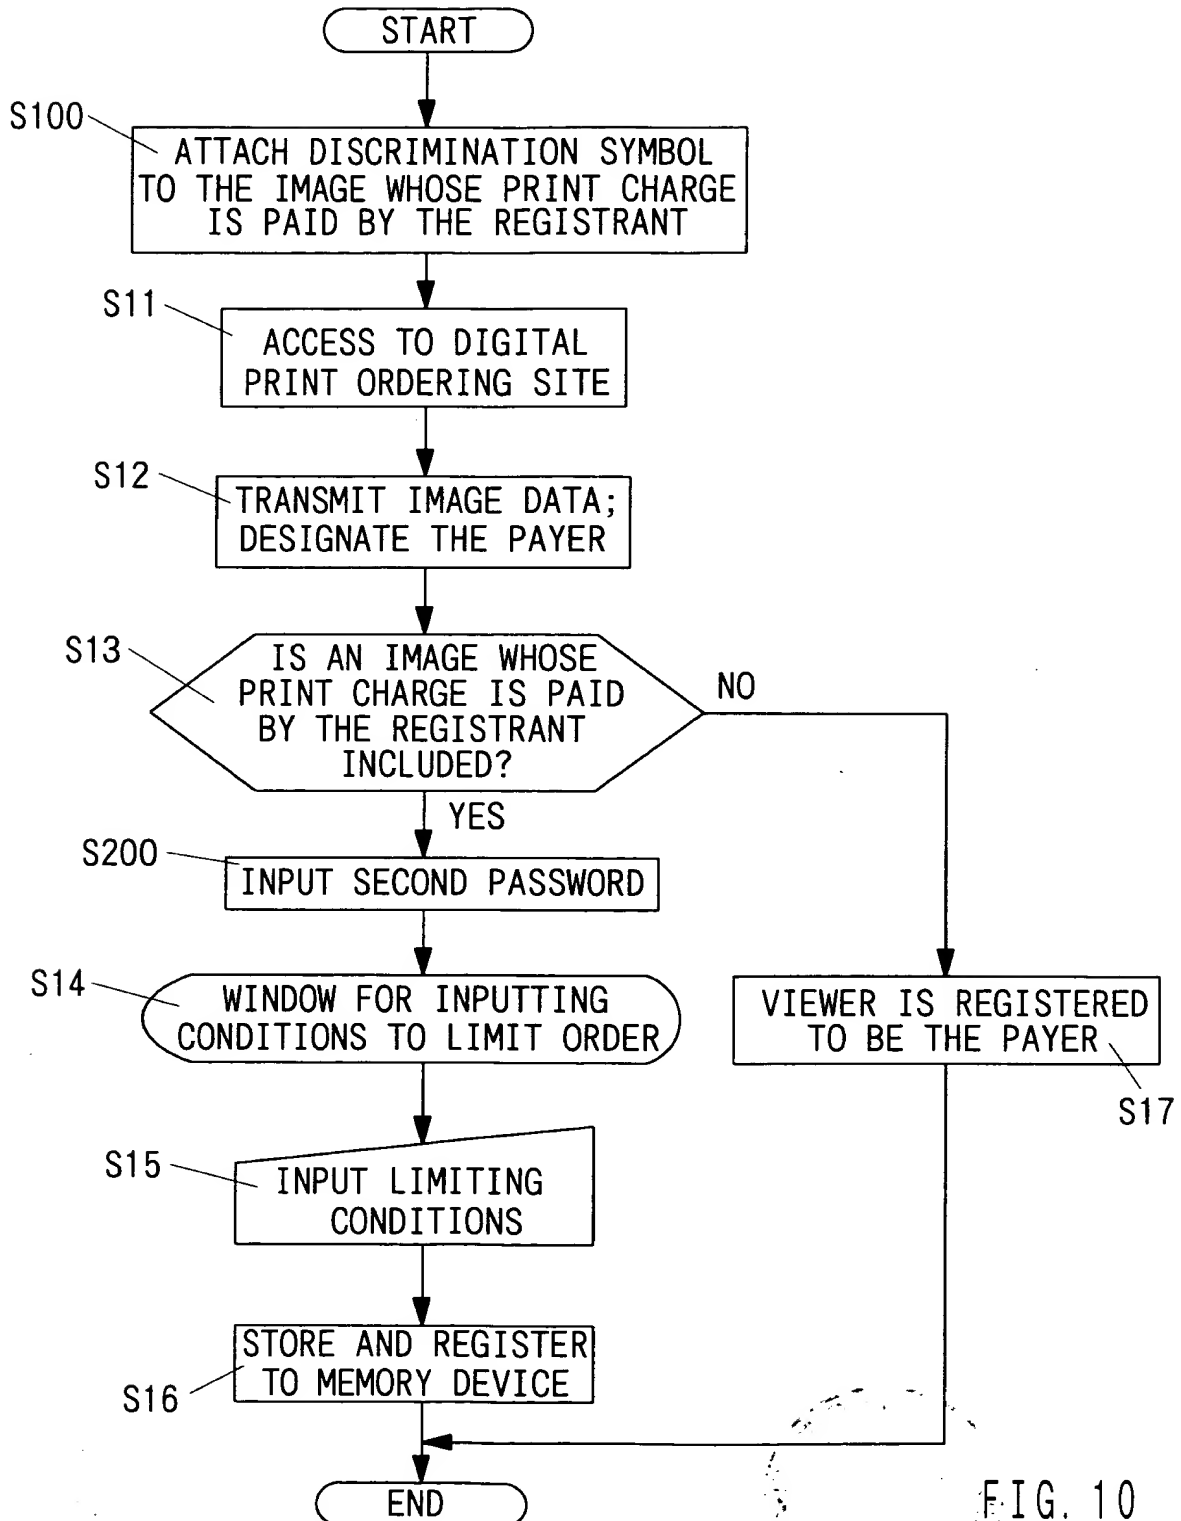 START
S100
ATTACH DISCRIMINATION SYMBOL
TO THE IMAGE WHOSE PRINT CHARGE
IS PAID BY THE REGISTRANT
S11
ACCESS TO DIGITAL
PRINT ORDERING SITE
S12
TRANSMIT IMAGE DATA;
DESIGNATE THE PAYER
S13
IS AN IMAGE WHOSE
PRINT CHARGE IS PAID
BY THE REGISTRANT
INCLUDED?
NO
YES
S200
INPUT SECOND PASSWORD
S14
WINDOW FOR INPUTTING
CONDITIONS TO LIMIT ORDER
VIEWER IS REGISTERED
TO BE THE PAYER
S17
S15
INPUT LIMITING
CONDITIONS
STORE AND REGISTER
TO MEMORY DEVICE
S16
END
FIG. 10